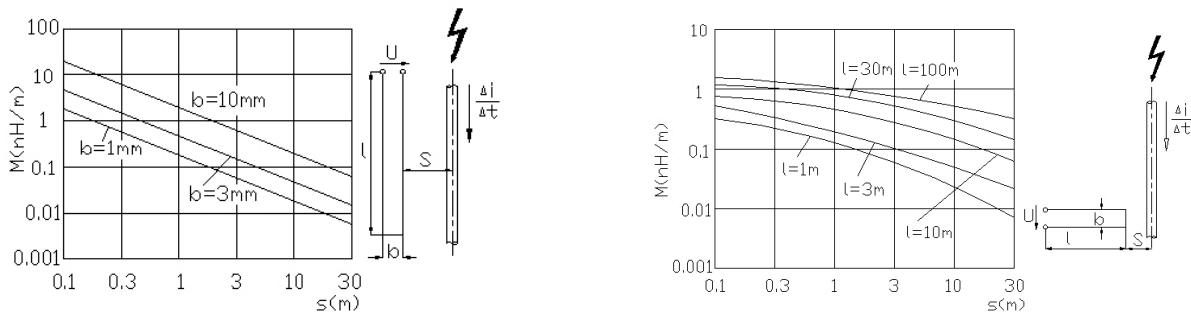 100
10
1
0.1
0.01
0.001
M(nH/m)
b=10mm
b=1mm
b=3mm
0.1 0.3 1 3 10 30
s(m)
U
l
b
S
Δi
Δt
10
1
0.1
0.01
0.001
M(nH/m)
l=30m l=100m
l=1m
l=3m
l=10m
0.1 0.3 1 3 10 30
s(m)
Δi
Δt
U
b
l
S